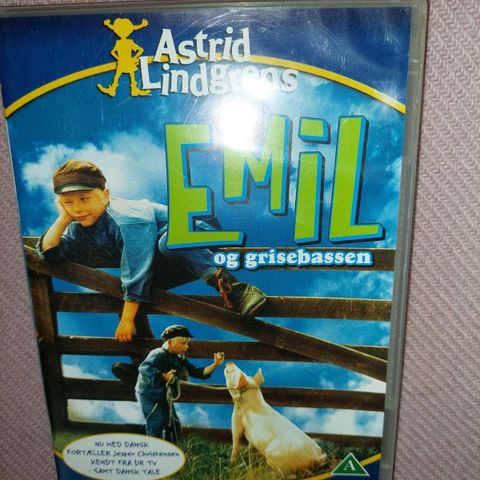 Astrid
Lindgrens
EMiL
og grisebassen
NU MED DANSK
FORTÆLLER Jesper Christensen
KENDT FRA DR TV
- SAMT DANSK TALE
A